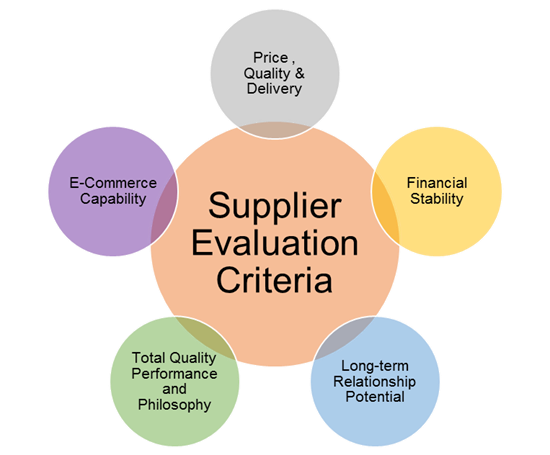 Price ,
Quality &
Delivery
E-Commerce
Capability
Financial
Stability
Supplier
Evaluation
Criteria
Total Quality
Performance
and
Philosophy
Long-term
Relationship
Potential